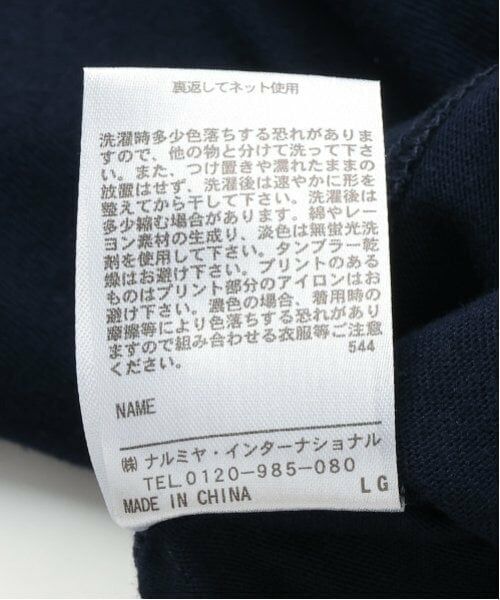 裏返してネット使用
洗濯時多少色落ちする恐れがありま
すので、他の物と分けて洗って下さ
い。また、つけ置きや濡れたままの
放置はせず、洗濯後は速やかに形を
整えてから干して下さい。洗濯後は
多少縮む場合があります。綿やレー
ヨン素材の生成り、淡色は無蛍光洗
剤を使用して下さい。タンブラー乾
燥はお避け下さい。プリントのある
ものはプリント部分のアイロンはお
避け下さい。濃色の場合、着用時の
摩擦等により色落ちする恐れがあり
ますので組み合わせる衣服等ご注意
ください。 544
NAME
㈱ ナルミヤ・インターナショナル
TEL.0120-985-080
MADE IN CHINA LG